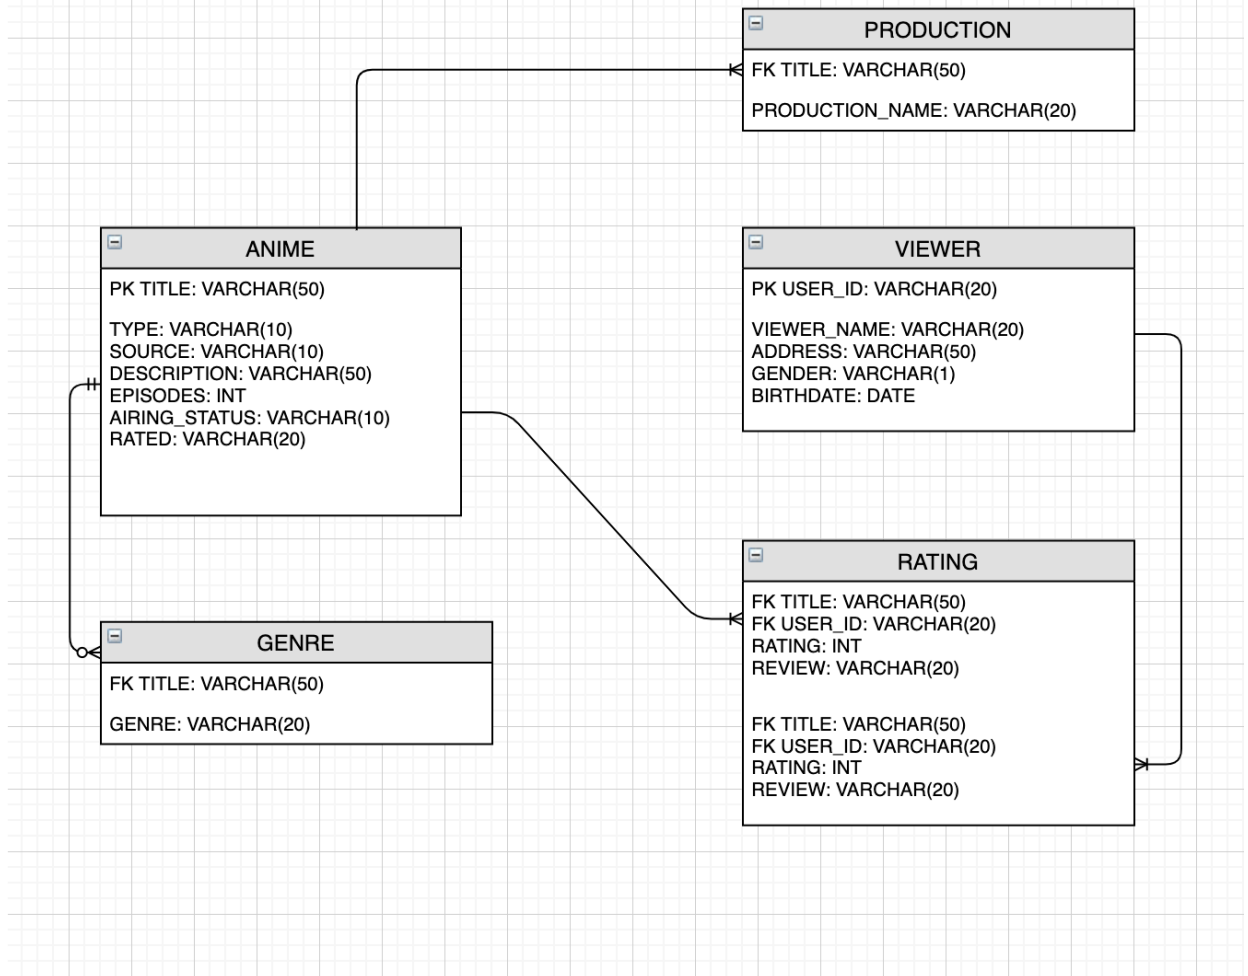 PRODUCTION
FK TITLE: VARCHAR(50)
PRODUCTION_NAME: VARCHAR(20)
ANIME
PK TITLE: VARCHAR(50)
TYPE: VARCHAR(10)
SOURCE: VARCHAR(10)
DESCRIPTION: VARCHAR(50)
EPISODES: INT
AIRING_STATUS: VARCHAR(10)
RATED: VARCHAR(20)
VIEWER
PK USER_ID: VARCHAR(20)
VIEWER_NAME: VARCHAR(20)
ADDRESS: VARCHAR(50)
GENDER: VARCHAR(1)
BIRTHDATE: DATE
RATING
FK TITLE: VARCHAR(50)
FK USER_ID: VARCHAR(20)
RATING: INT
REVIEW: VARCHAR(20)
FK TITLE: VARCHAR(50)
FK USER_ID: VARCHAR(20)
RATING: INT
REVIEW: VARCHAR(20)
GENRE
FK TITLE: VARCHAR(50)
GENRE: VARCHAR(20)